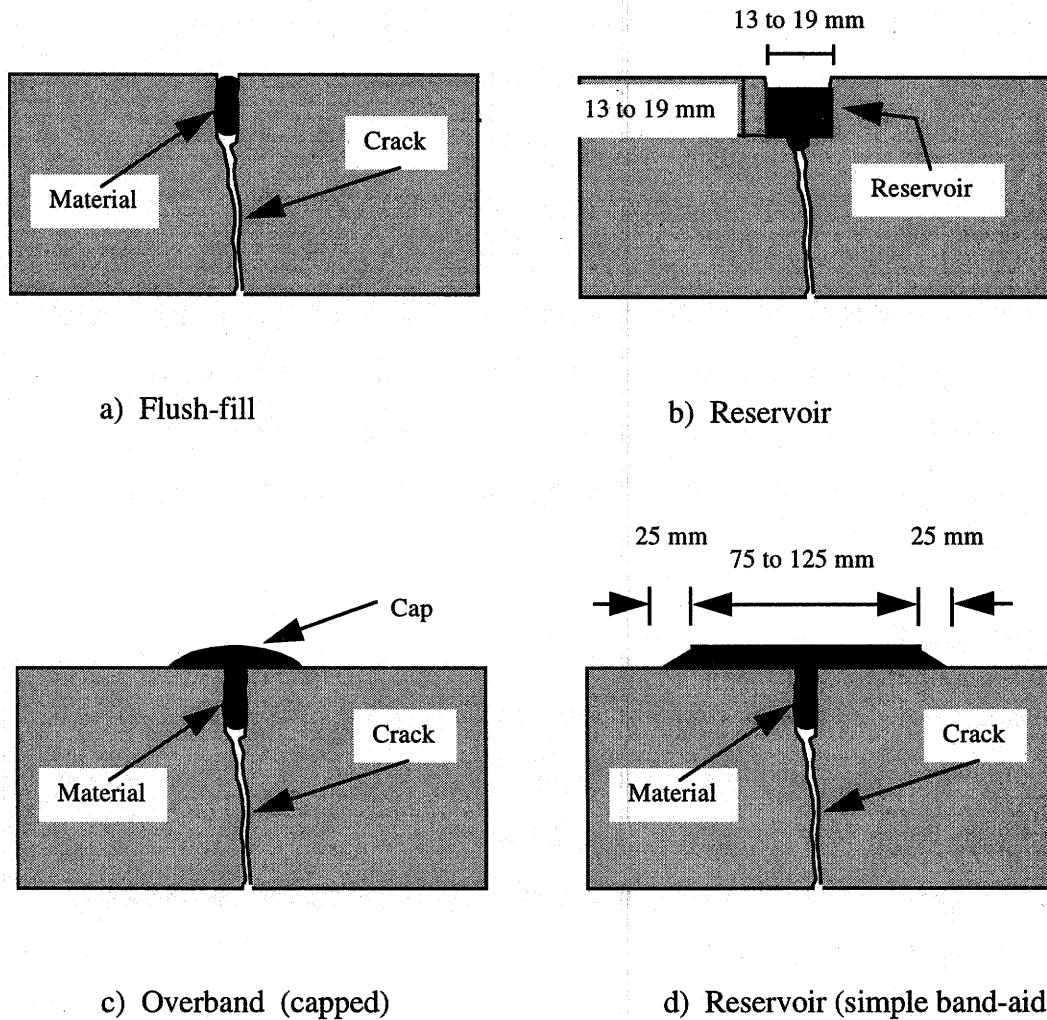 13 to 19 mm
13 to 19 mm
Crack
Material
Reservoir
a) Flush-fill
b) Reservoir
25 mm
75 to 125 mm
25 mm
Cap
Crack
Material
Crack
Material
c) Overband (capped)
d) Reservoir (simple band-aid